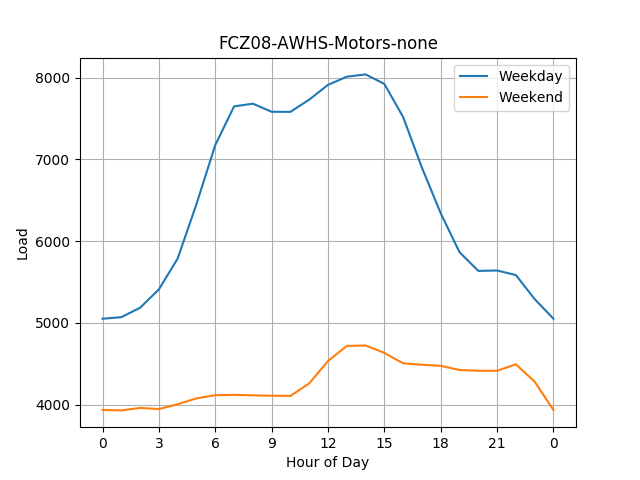 FCZ08-AWHS-Motors-none
Weekday
Weekend
8000
7000
6000
5000
4000
Load
0 3 6 9 12 15 18 21 0
Hour of Day